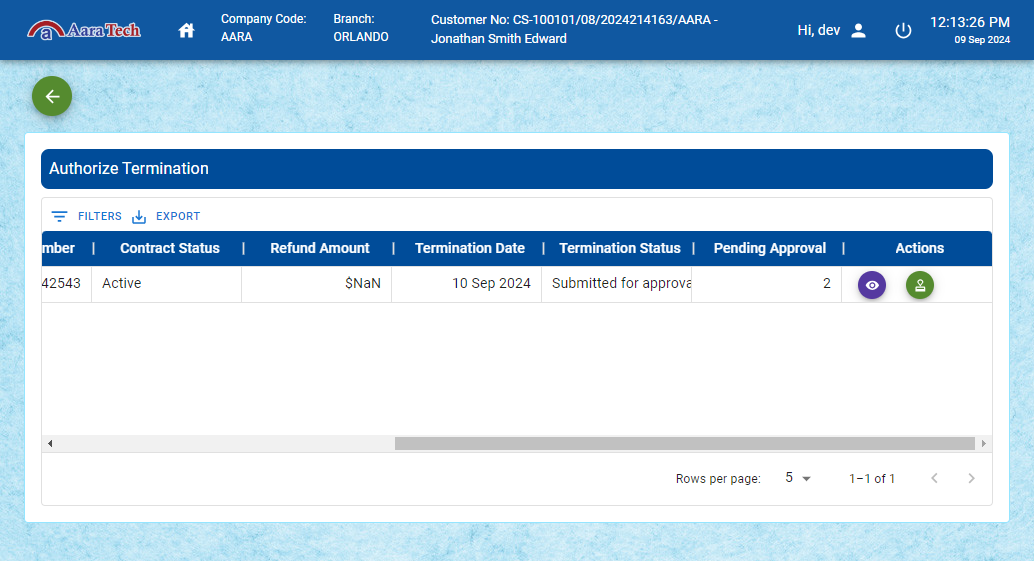 Aara Tech
Company Code:
AARA
Branch:
ORLANDO
Customer No: CS-100101/08/2024214163/AARA -
Jonathan Smith Edward
Hi, dev
12:13:26 PM
09 Sep 2024
Authorize Termination
FILTERS
EXPORT
mber | Contract Status | Refund Amount | Termination Date | Termination Status | Pending Approval | Actions
42543 Active $NaN 10 Sep 2024 Submitted for approva 2
Rows per page: 5 1–1 of 1